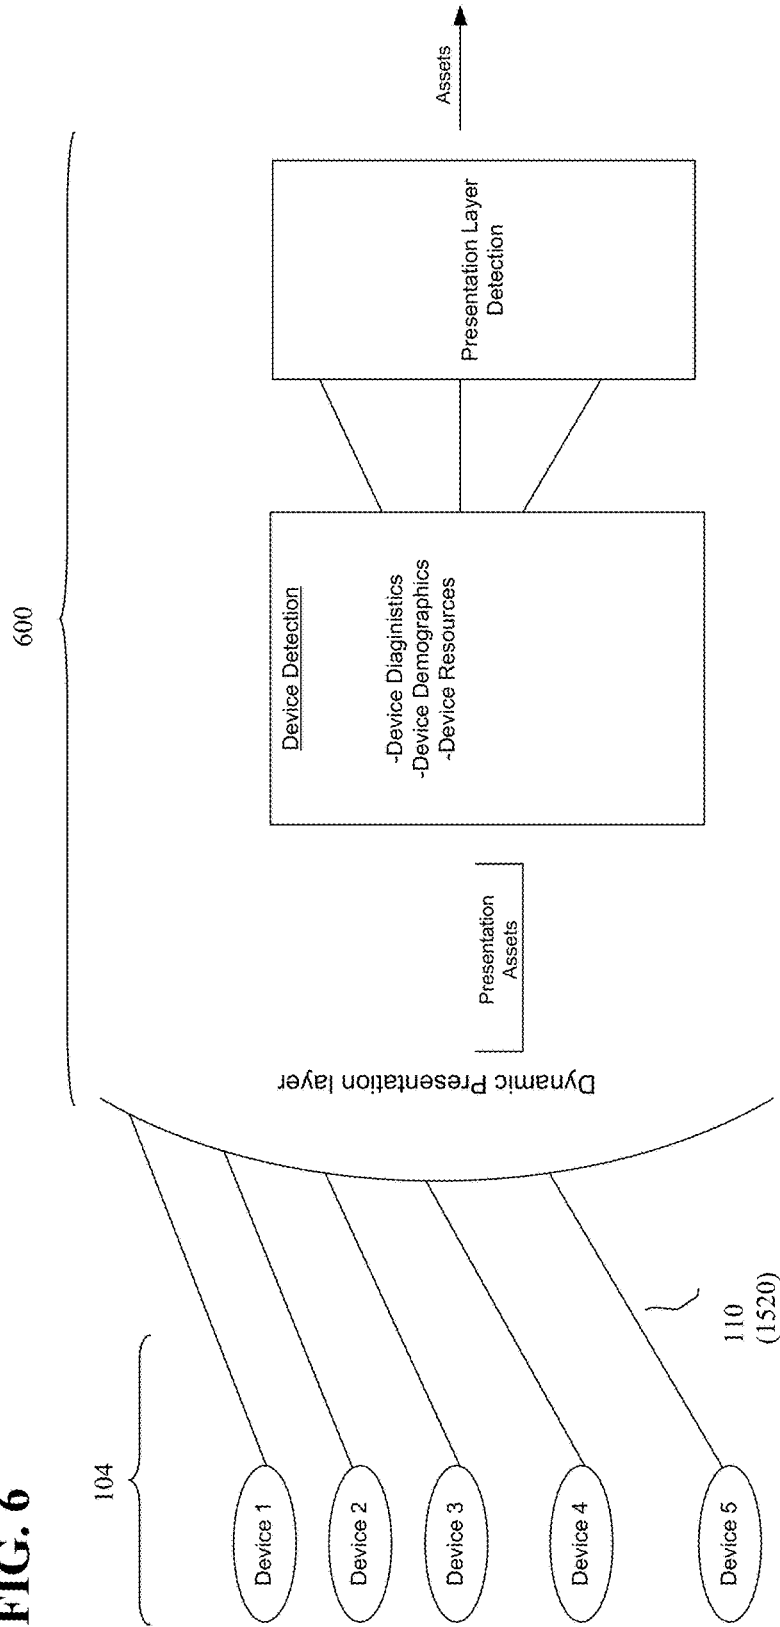 FIG. 6
104
600
Device 1
Device 2
Device 3
Device 4
Device 5
110
(1520)
Dynamic Presentation layer
Presentation
Assets
Device Detection
-Device Diaginistics
-Device Demographics
-Device Resources
Presentation Layer
Detection
Assets